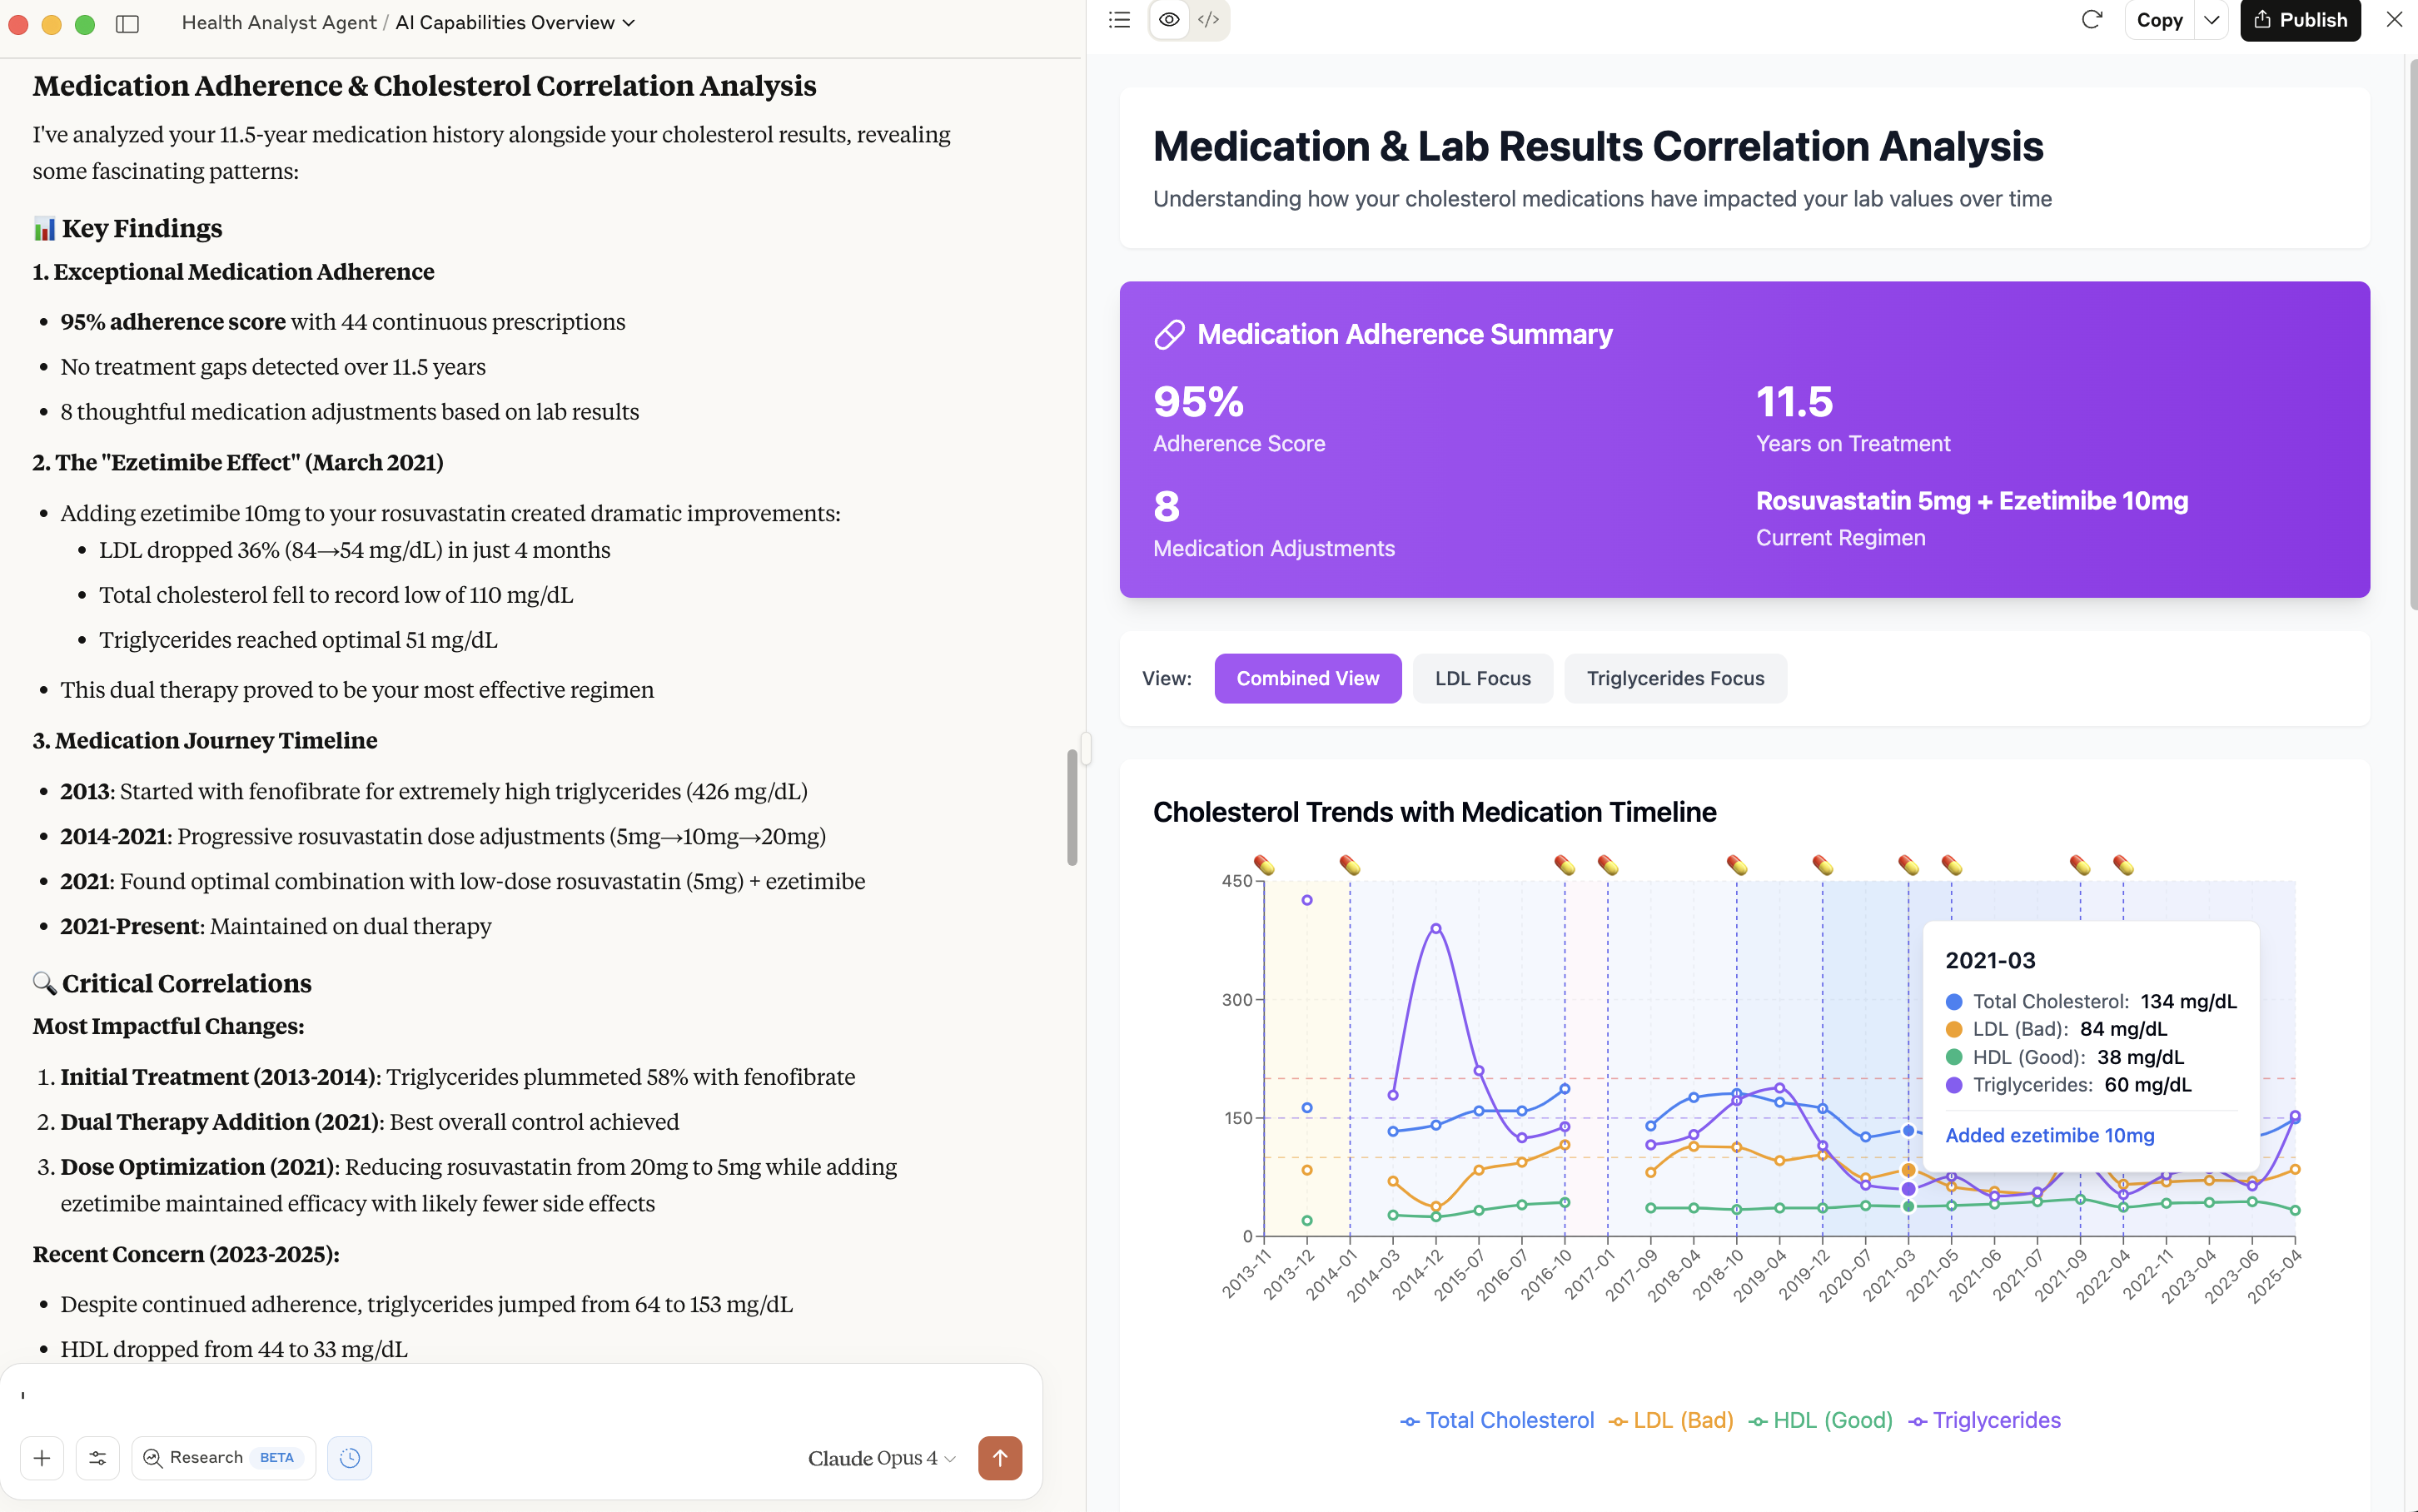 Health Analyst Agent / AI Capabilities Overview
Medication Adherence & Cholesterol Correlation Analysis
I've analyzed your 11.5-year medication history alongside your cholesterol results, revealing
some fascinating patterns:
📊 Key Findings
1. Exceptional Medication Adherence
• 95% adherence score with 44 continuous prescriptions
• No treatment gaps detected over 11.5 years
• 8 thoughtful medication adjustments based on lab results
2. The "Ezetimibe Effect" (March 2021)
• Adding ezetimibe 10mg to your rosuvastatin created dramatic improvements:
• LDL dropped 36% (84→54 mg/dL) in just 4 months
• Total cholesterol fell to record low of 110 mg/dL
• Triglycerides reached optimal 51 mg/dL
• This dual therapy proved to be your most effective regimen
3. Medication Journey Timeline
• 2013: Started with fenofibrate for extremely high triglycerides (426 mg/dL)
• 2014-2021: Progressive rosuvastatin dose adjustments (5mg→10mg→20mg)
• 2021: Found optimal combination with low-dose rosuvastatin (5mg) + ezetimibe
• 2021-Present: Maintained on dual therapy
🔍 Critical Correlations
Most Impactful Changes:
1. Initial Treatment (2013-2014): Triglycerides plummeted 58% with fenofibrate
2. Dual Therapy Addition (2021): Best overall control achieved
3. Dose Optimization (2021): Reducing rosuvastatin from 20mg to 5mg while adding
ezetimibe maintained efficacy with likely fewer side effects
Recent Concern (2023-2025):
• Despite continued adherence, triglycerides jumped from 64 to 153 mg/dL
• HDL dropped from 44 to 33 mg/dL
Research BETA
Claude Opus 4
Copy
Publish
Medication & Lab Results Correlation Analysis
Understanding how your cholesterol medications have impacted your lab values over time
Medication Adherence Summary
95%
Adherence Score
11.5
Years on Treatment
8
Medication Adjustments
Rosuvastatin 5mg + Ezetimibe 10mg
Current Regimen
View: Combined View LDL Focus Triglycerides Focus
Cholesterol Trends with Medication Timeline
450
300
150
0
2021-03
Total Cholesterol: 134 mg/dL
LDL (Bad): 84 mg/dL
HDL (Good): 38 mg/dL
Triglycerides: 60 mg/dL
Added ezetimibe 10mg
2013-11 2013-12 2014-01 2014-03 2014-12 2015-07 2016-07 2016-10 2017-01 2017-09 2018-04 2018-10 2019-04 2019-12 2020-07 2021-03 2021-05 2021-06 2021-07 2021-09 2022-04 2022-11 2023-04 2023-06 2025-04
Total Cholesterol LDL (Bad) HDL (Good) Triglycerides